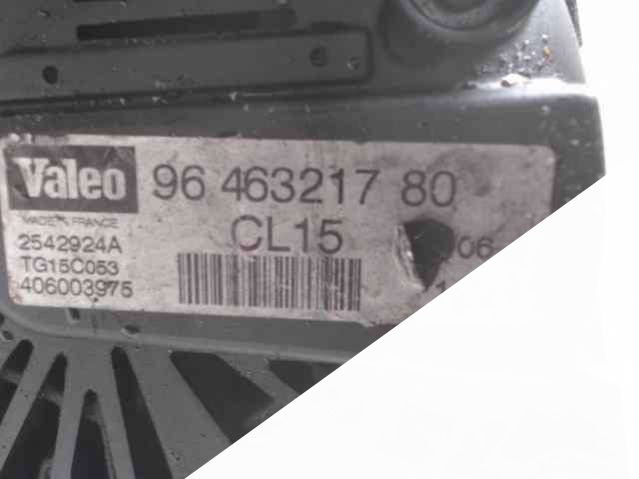 Valeo 96 463217 80
MADE IN FRANCE
CL15
2542924A
06
TG15C053
406003975